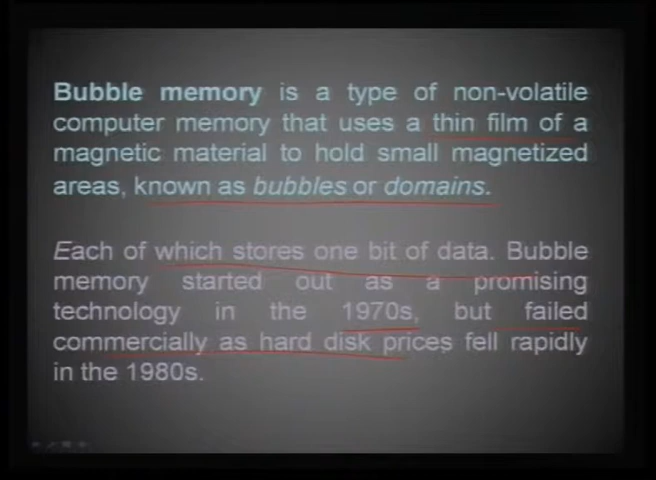 Bubble memory is a type of non-volatile
computer memory that uses a thin film of a
magnetic material to hold small magnetized
areas, known as bubbles or domains.
Each of which stores one bit of data. Bubble
memory started out as a promising
technology in the 1970s, but failed
commercially as hard disk prices fell rapidly
in the 1980s.